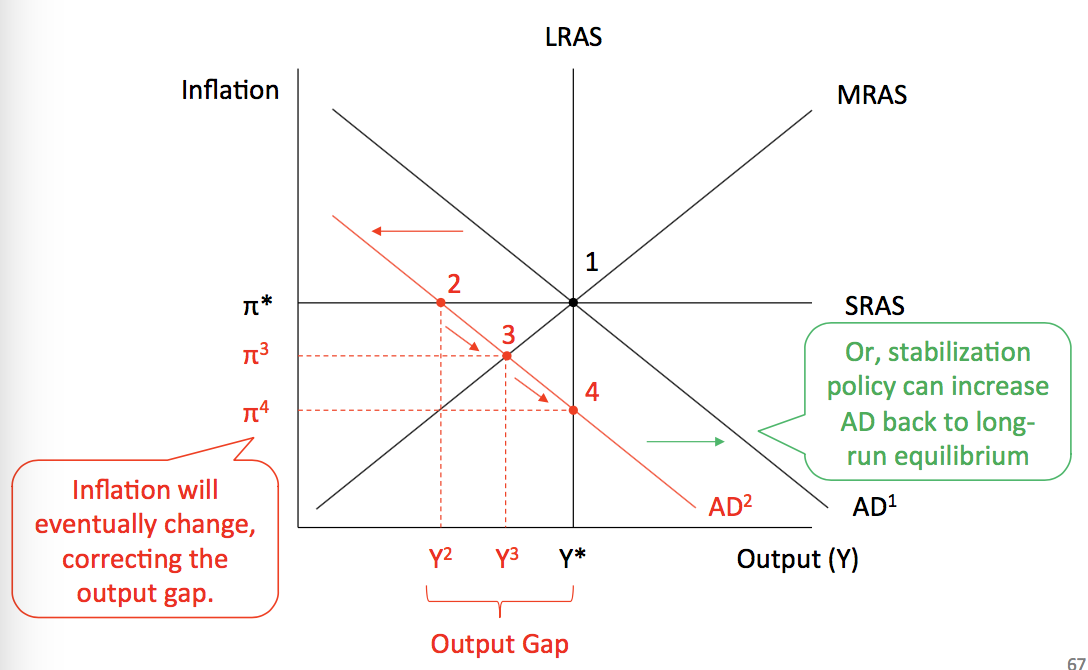 LRAS
Inflation
MRAS
1
2
π*
SRAS
3
π³
Or, stabilization
policy can increase
AD back to long-
run equilibrium
4
π⁴
Inflation will
eventually change,
correcting the
output gap.
AD²
AD¹
Y²
Y³
Y*
Output (Y)
Output Gap
67